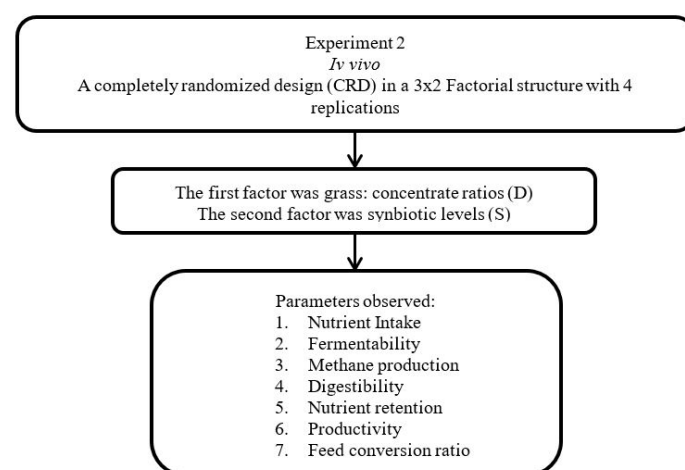 Experiment 2
Iv vivo
A completely randomized design (CRD) in a 3x2 Factorial structure with 4
replications
The first factor was grass: concentrate ratios (D)
The second factor was synbiotic levels (S)
Parameters observed:
1. Nutrient Intake
2. Fermentability
3. Methane production
4. Digestibility
5. Nutrient retention
6. Productivity
7. Feed conversion ratio